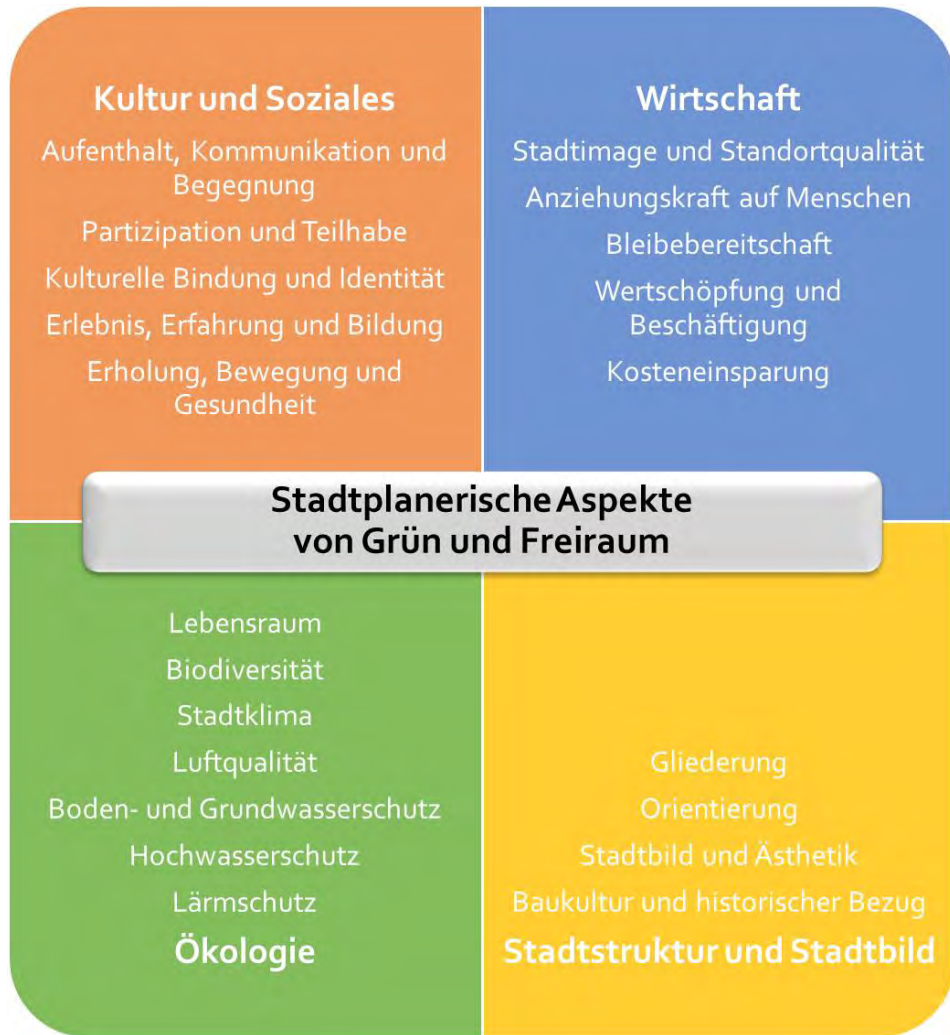 Kultur und Soziales
Aufenthalt, Kommunikation und
Begegnung
Partizipation und Teilhabe
Kulturelle Bindung und Identität
Erlebnis, Erfahrung und Bildung
Erholung, Bewegung und
Gesundheit
Wirtschaft
Stadtimage und Standortqualität
Anziehungskraft auf Menschen
Bleibebereitschaft
Wertschöpfung und
Beschäftigung
Kosteneinsparung
Stadtplanerische Aspekte
von Grün und Freiraum
Lebensraum
Biodiversität
Stadtklima
Luftqualität
Boden- und Grundwasserschutz
Hochwasserschutz
Lärmschutz
Ökologie
Gliederung
Orientierung
Stadtbild und Ästhetik
Baukultur und historischer Bezug
Stadtstruktur und Stadtbild